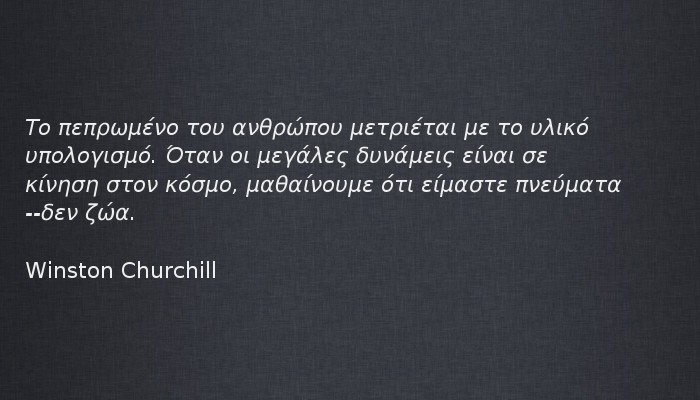 Το πεπρωμένο του ανθρώπου μετριέται με το υλικό
υπολογισμό. Όταν οι μεγάλες δυνάμεις είναι σε
κίνηση στον κόσμο, μαθαίνουμε ότι είμαστε πνεύματα
--δεν ζώα.
Winston Churchill